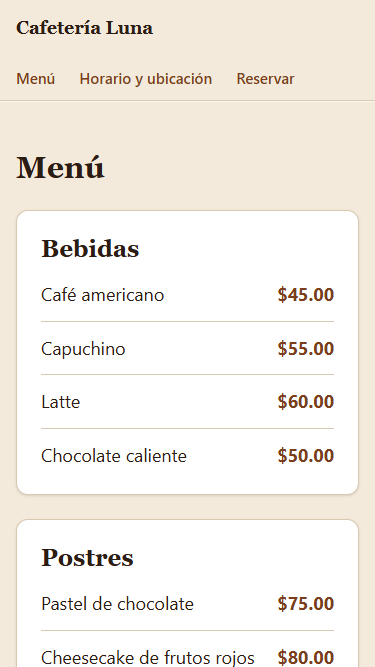 Cafetería Luna
Menú Horario y ubicación Reservar
Menú
Bebidas
Café americano $45.00
Capuchino $55.00
Latte $60.00
Chocolate caliente $50.00
Postres
Pastel de chocolate $75.00
Cheesecake de frutos rojos $80.00